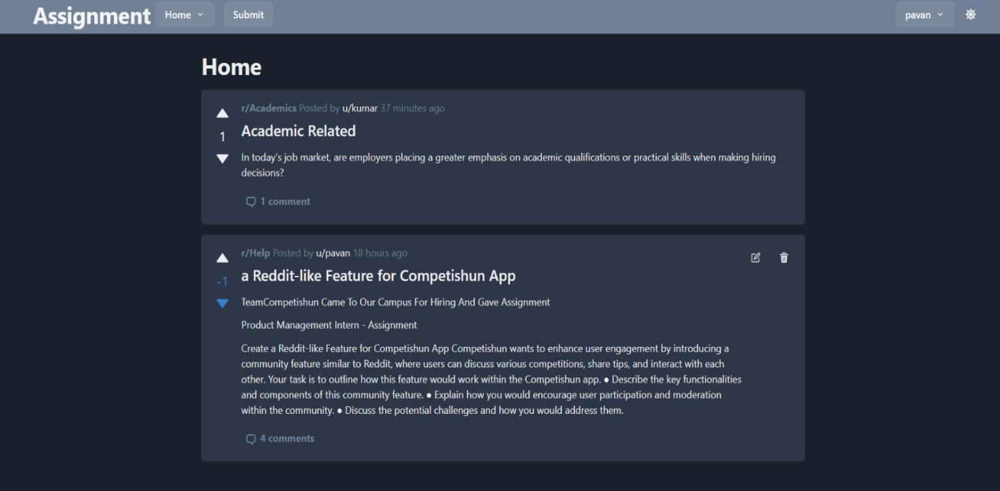 Assignment Home Submit pavan
Home
r/Academics Posted by u/kumar 37 minutes ago
1
Academic Related
In today's job market, are employers placing a greater emphasis on academic qualifications or practical skills when making hiring
decisions?
1 comment
r/Help Posted by u/pavan 18 hours ago
-1
a Reddit-like Feature for Competishun App
TeamCompetishun Came To Our Campus For Hiring And Gave Assignment
Product Management Intern - Assignment
Create a Reddit-like Feature for Competishun App Competishun wants to enhance user engagement by introducing a
community feature similar to Reddit, where users can discuss various competitions, share tips, and interact with each
other. Your task is to outline how this feature would work within the Competishun app. ● Describe the key functionalities
and components of this community feature. ● Explain how you would encourage user participation and moderation
within the community. ● Discuss the potential challenges and how you would address them.
4 comments